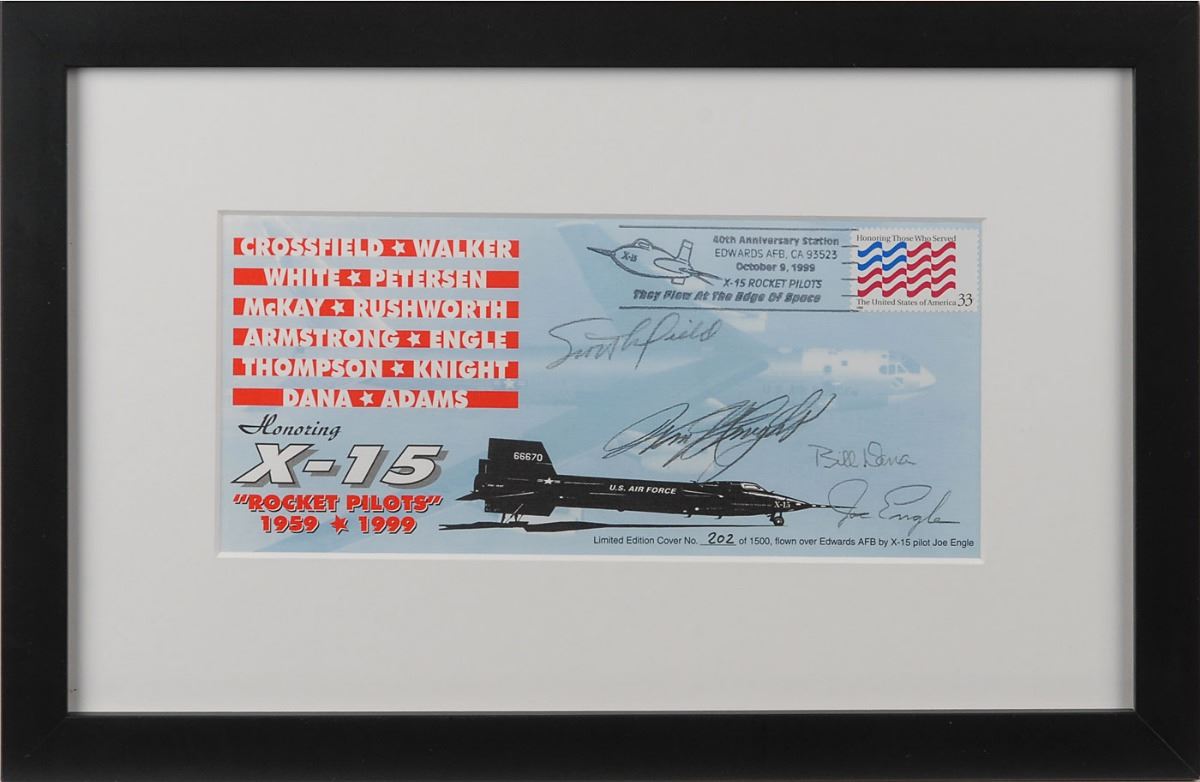 CROSSFIELD ★ WALKER
WHITE ★ PETERSEN
McKAY ★ RUSHWORTH
ARMSTRONG ★ ENGLE
THOMPSON ★ KNIGHT
DANA ★ ADAMS
Honoring
X-15
"ROCKET PILOTS"
1959 ★ 1999
X-15
40th Anniversary Station
EDWARDS AFB, CA 93523
October 9, 1999
X-15 ROCKET PILOTS
They Flew At The Edge Of Space
Honoring Those Who Served
The United States of America 33
Bill Dana
Joe Engle
66670
U.S. AIR FORCE
X-15
Limited Edition Cover No. 202 of 1500, flown over Edwards AFB by X-15 pilot Joe Engle